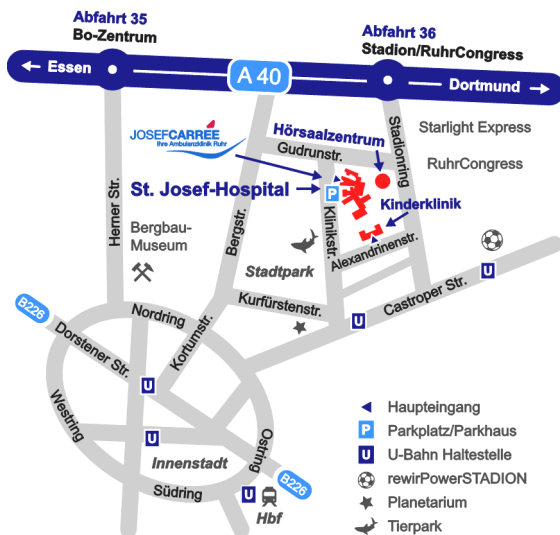 Abfahrt 35
Bo-Zentrum
Abfahrt 36
Stadion/RuhrCongress
Essen
A 40
Dortmund
JOSEFCARRÉE
Ihre Ambulanzklinik Ruhr
Hörsaalzentrum
Gudrunstr.
Stadionring
Starlight Express
RuhrCongress
St. Josef-Hospital
P
Klinikstr.
Kinderklinik
Herner Str.
Bergbau-
Museum
Bergstr.
Stadtpark
Alexandrinenstr.
B226
Nordring
Kurfürstenstr.
Castroper Str.
U
U
Dorstener Str.
Kortumstr.
U
Westring
U
Innenstadt
Ostring
B226
Südring
U
Hbf
Haupteingang
P Parkplatz/Parkhaus
U U-Bahn Haltestelle
rewirPowerSTADION
Planetarium
Tierpark